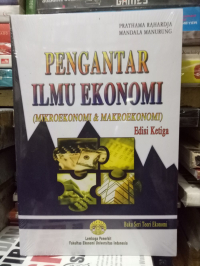 PRATHAMA RAHARDJA
MANDALA MANURUNG
PENGANTAR
ILMU EKONOMI
(MIKROEKONOMI & MAKROEKONOMI)
Edisi Ketiga
Buku Seri Teori Ekonomi
Lembaga Penerbit
Fakultas Ekonomi Universitas Indonesia